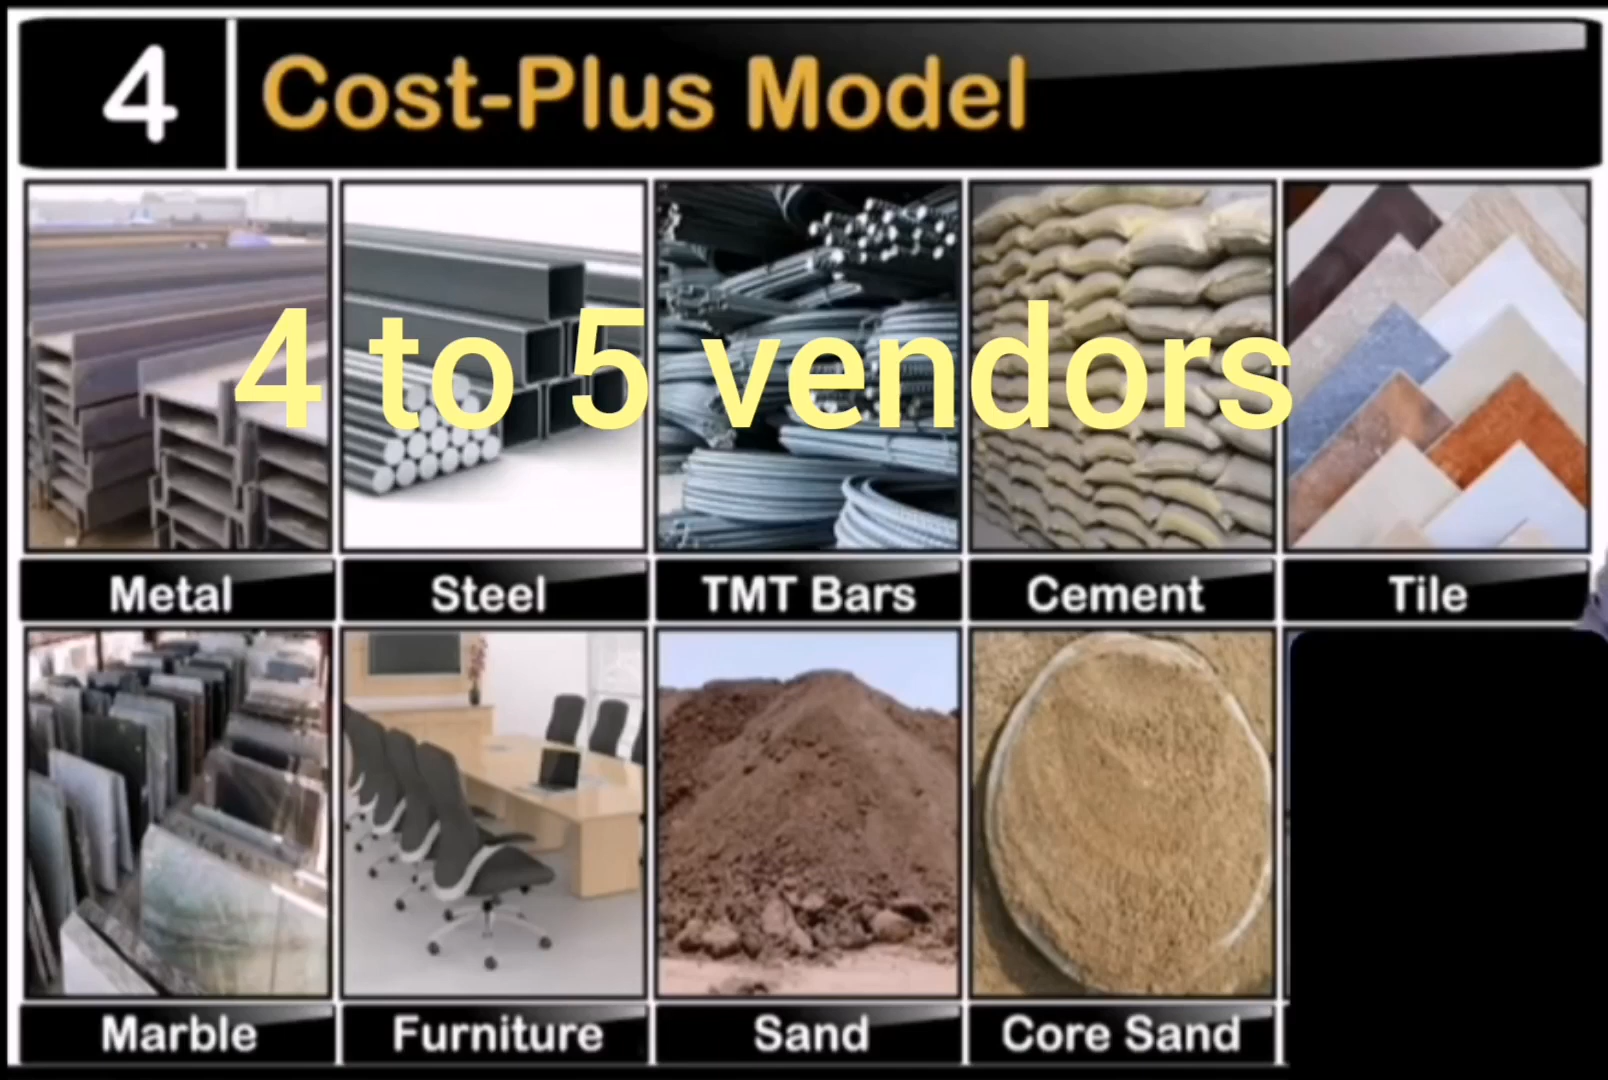 4 Cost-Plus Model
4 to 5 vendors
Metal
Steel
TMT Bars
Cement
Tile
Marble
Furniture
Sand
Core Sand